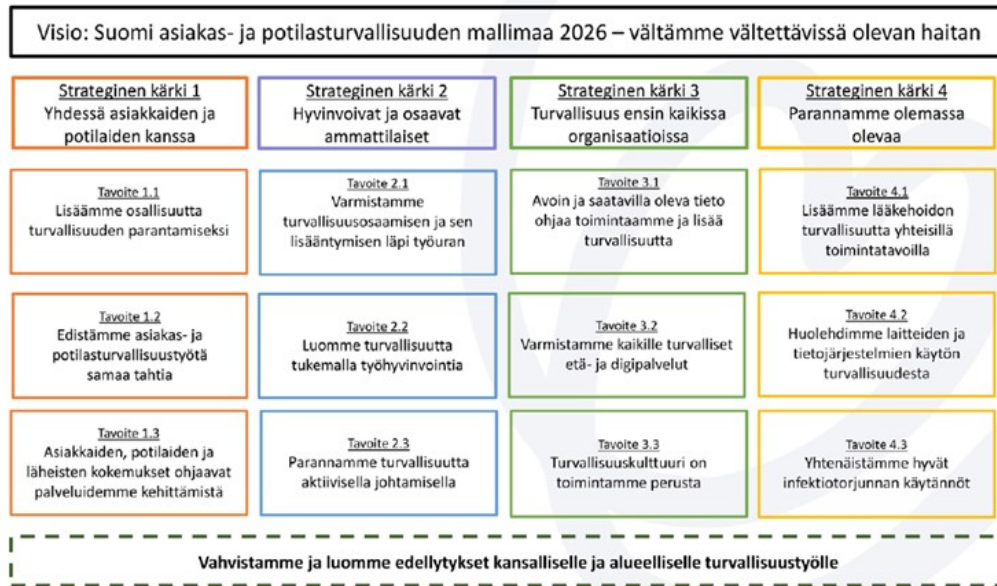 Visio: Suomi asiakas- ja potilasturvallisuuden mallimaa 2026 – vältämme vältettävissä olevan haitan
Strateginen kärki 1
Yhdessä asiakkaiden ja
potilaiden kanssa
Strateginen kärki 2
Hyvinvoivat ja osaavat
ammattilaiset
Strateginen kärki 3
Turvallisuus ensin kaikissa
organisaatioissa
Strateginen kärki 4
Parannamme olemassa
olevaa
Tavoite 1.1
Lisäämme osallisuutta
turvallisuuden parantamiseksi
Tavoite 2.1
Varmistamme
turvallisuusosaamisen ja sen
lisääntymisen läpi työuran
Tavoite 3.1
Avoin ja saatavilla oleva tieto
ohjaa toimintaamme ja lisää
turvallisuutta
Tavoite 4.1
Lisäämme lääkehoidon
turvallisuutta yhteisillä
toimintatavoilla
Tavoite 1.2
Edistämme asiakas- ja
potilasturvallisuustyötä
samaa tahtia
Tavoite 2.2
Luomme turvallisuutta
tukemalla työhyvinvointia
Tavoite 3.2
Varmistamme kaikille turvalliset
etä- ja digipalvelut
Tavoite 4.2
Huolehdimme laitteiden ja
tietojärjestelmien käytön
turvallisuudesta
Tavoite 1.3
Asiakkaiden, potilaiden ja
läheisten kokemukset ohjaavat
palveluidemme kehittämistä
Tavoite 2.3
Parannamme turvallisuutta
aktiivisella johtamisella
Tavoite 3.3
Turvallisuuskulttuuri on
toimintamme perusta
Tavoite 4.3
Yhtenäistämme hyvät
infektiotorjunnan käytännöt
Vahvistamme ja luomme edellytykset kansalliselle ja alueelliselle turvallisuustyölle